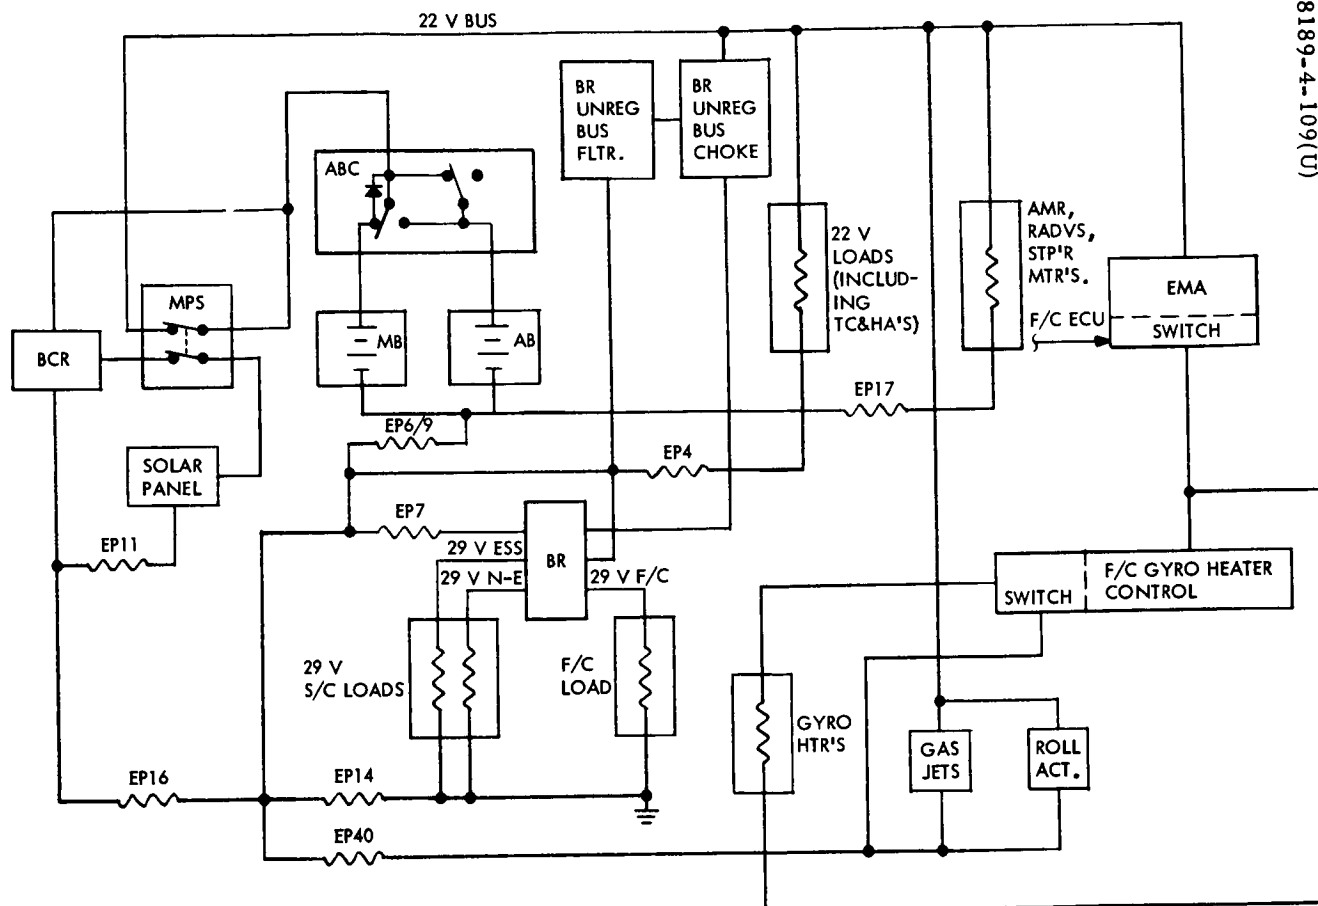 22 V BUS
8189-4-109(U)
BR
UNREG
BUS
FLTR.
BR
UNREG
BUS
CHOKE
ABC
22 V
LOADS
(INCLUD-
ING
TC&HA'S)
AMR,
RADVS,
STP'R
MTR'S.
EMA
SWITCH
F/C ECU
MPS
BCR
MB
AB
EP17
EP6/9
EP4
SOLAR
PANEL
EP7
EP11
29 V ESS
29 V N-E
BR
29 V F/C
SWITCH
F/C GYRO HEATER
CONTROL
29 V
S/C LOADS
F/C
LOAD
GYRO
HTR'S
GAS
JETS
ROLL
ACT.
EP16
EP14
EP40